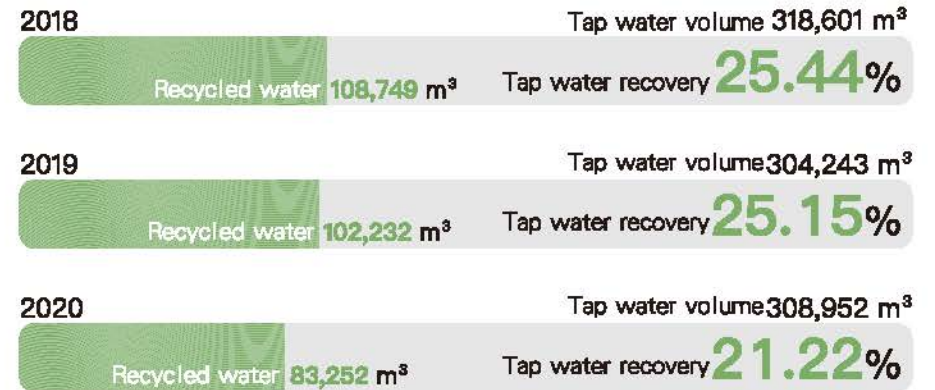 2018
Tap water volume 318,601 m³
Recycled water 108,749 m³
Tap water recovery 25.44%
2019
Tap water volume 304,243 m³
Recycled water 102,232 m³
Tap water recovery 25.15%
2020
Tap water volume 308,952 m³
Recycled water 83,252 m³
Tap water recovery 21.22%